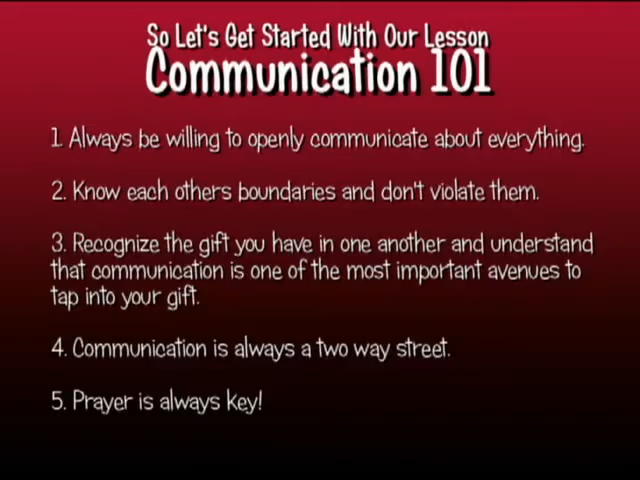 So Let's Get Started With Our Lesson
Communication 101
1. Always be willing to openly communicate about everything.
2. Know each others boundaries and don't violate them.
3. Recognize the gift you have in one another and understand
that communication is one of the most important avenues to
tap into your gift.
4. Communication is always a two way street.
5. Prayer is always key!